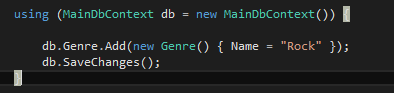 using (MainDbContext db = new MainDbContext()) {
db.Genre.Add(new Genre() { Name = "Rock" });
db.SaveChanges();
}